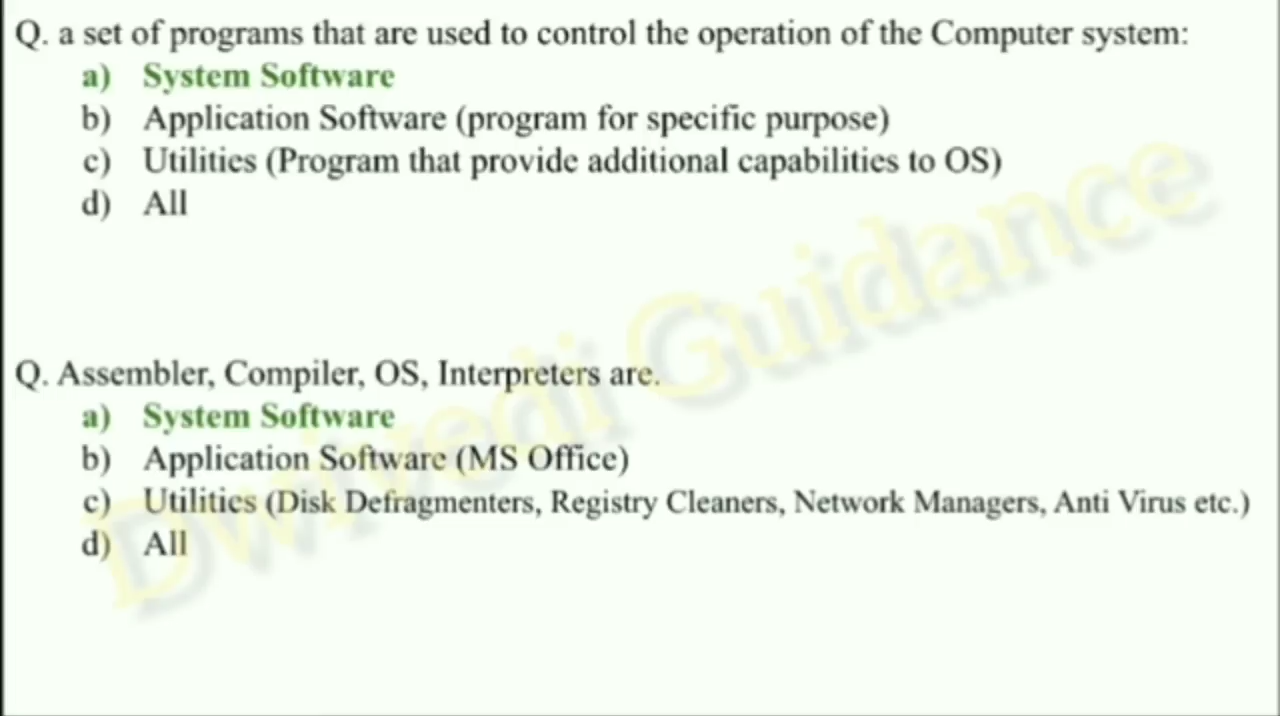 Q. a set of programs that are used to control the operation of the Computer system:
a) System Software
b) Application Software (program for specific purpose)
c) Utilities (Program that provide additional capabilities to OS)
d) All
Q. Assembler, Compiler, OS, Interpreters are.
a) System Software
b) Application Software (MS Office)
c) Utilities (Disk Defragmenters, Registry Cleaners, Network Managers, Anti Virus etc.)
d) All
Dwivedi Guidance